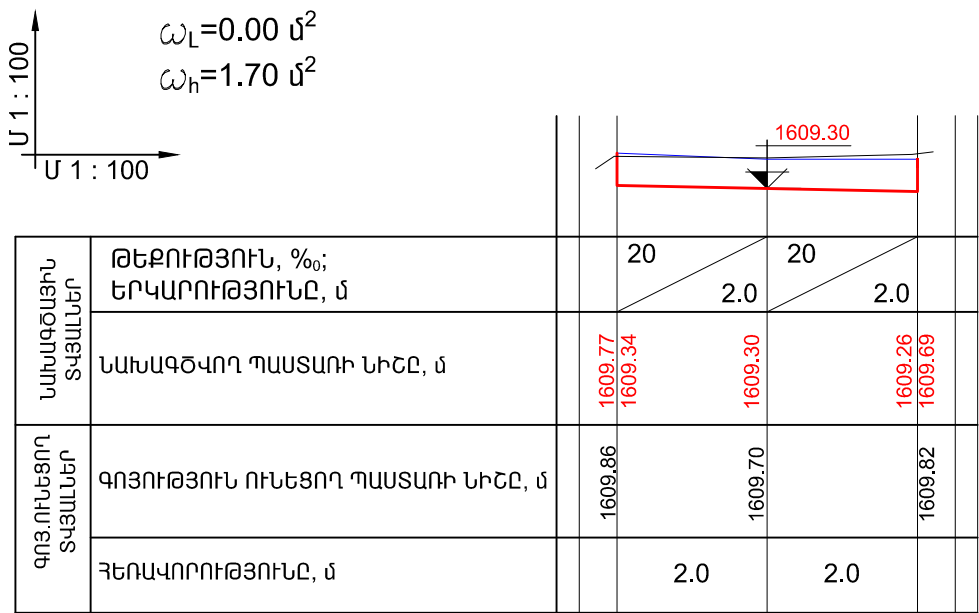 Մ 1 : 100
Մ 1 : 100
ωL=0.00 մ²
ωh=1.70 մ²
1609.30
ՆԱԽԱԳԾԱՅԻՆ
ՏՎՅԱԼՆԵՐ
ԹԵՔՈՒԹՅՈՒՆ, %₀;
ԵՐԿԱՐՈՒԹՅՈՒՆԸ, մ
20
2.0
20
2.0
ՆԱԽԱԳԾՎՈՂ ՊԱՍՏԱՌԻ ՆԻՇԸ, մ
1609.77
1609.34
1609.30
1609.26
1609.69
ԳՈՅ.ՈՒՆԵՑՈՂ
ՏՎՅԱԼՆԵՐ
ԳՈՅՈՒԹՅՈՒՆ ՈՒՆԵՑՈՂ ՊԱՍՏԱՌԻ ՆԻՇԸ, մ
1609.86
1609.70
1609.82
ՀԵՌԱՎՈՐՈՒԹՅՈՒՆԸ, մ
2.0
2.0